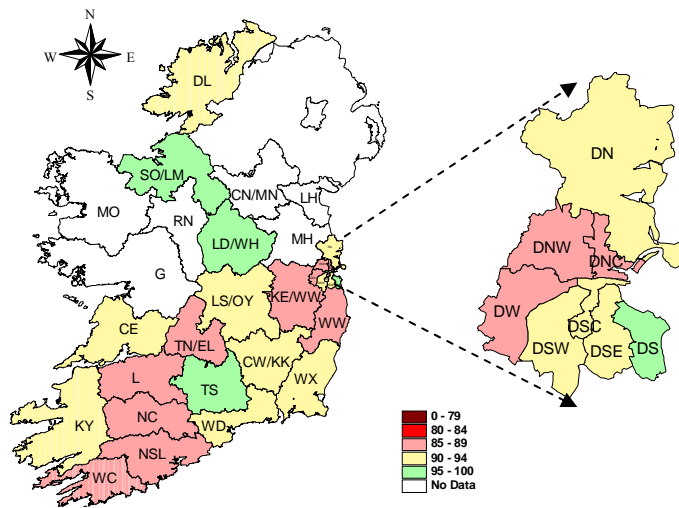 N
W E
S
DL
SO/LM
CN/MN
LH
MO
RN
LD/WH
MH
G
LS/OY
KE/WW
WW
CE
TN/EL
CW/KK
WX
L
TS
KY
NC
WD
NSL
WC
DN
DNW
DNC
DW
DSC
DSW
DSE
DS
0 - 79
80 - 84
85 - 89
90 - 94
95 - 100
No Data